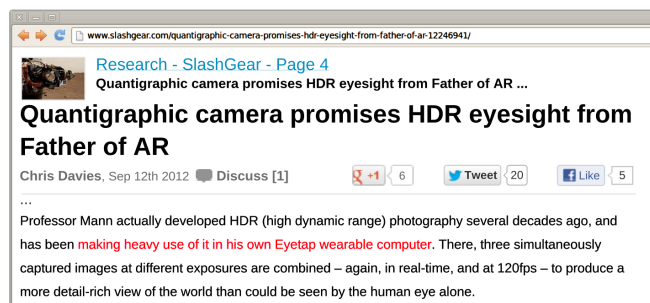 www.slashgear.com/quantigraphic-camera-promises-hdr-eyesight-from-father-of-ar-12246941/
Research - SlashGear - Page 4
Quantigraphic camera promises HDR eyesight from Father of AR ...
Quantigraphic camera promises HDR eyesight from
Father of AR
Chris Davies, Sep 12th 2012 Discuss [1] +1 6 Tweet 20 Like 5
...
Professor Mann actually developed HDR (high dynamic range) photography several decades ago, and
has been making heavy use of it in his own Eyetap wearable computer. There, three simultaneously
captured images at different exposures are combined – again, in real-time, and at 120fps – to produce a
more detail-rich view of the world than could be seen by the human eye alone.